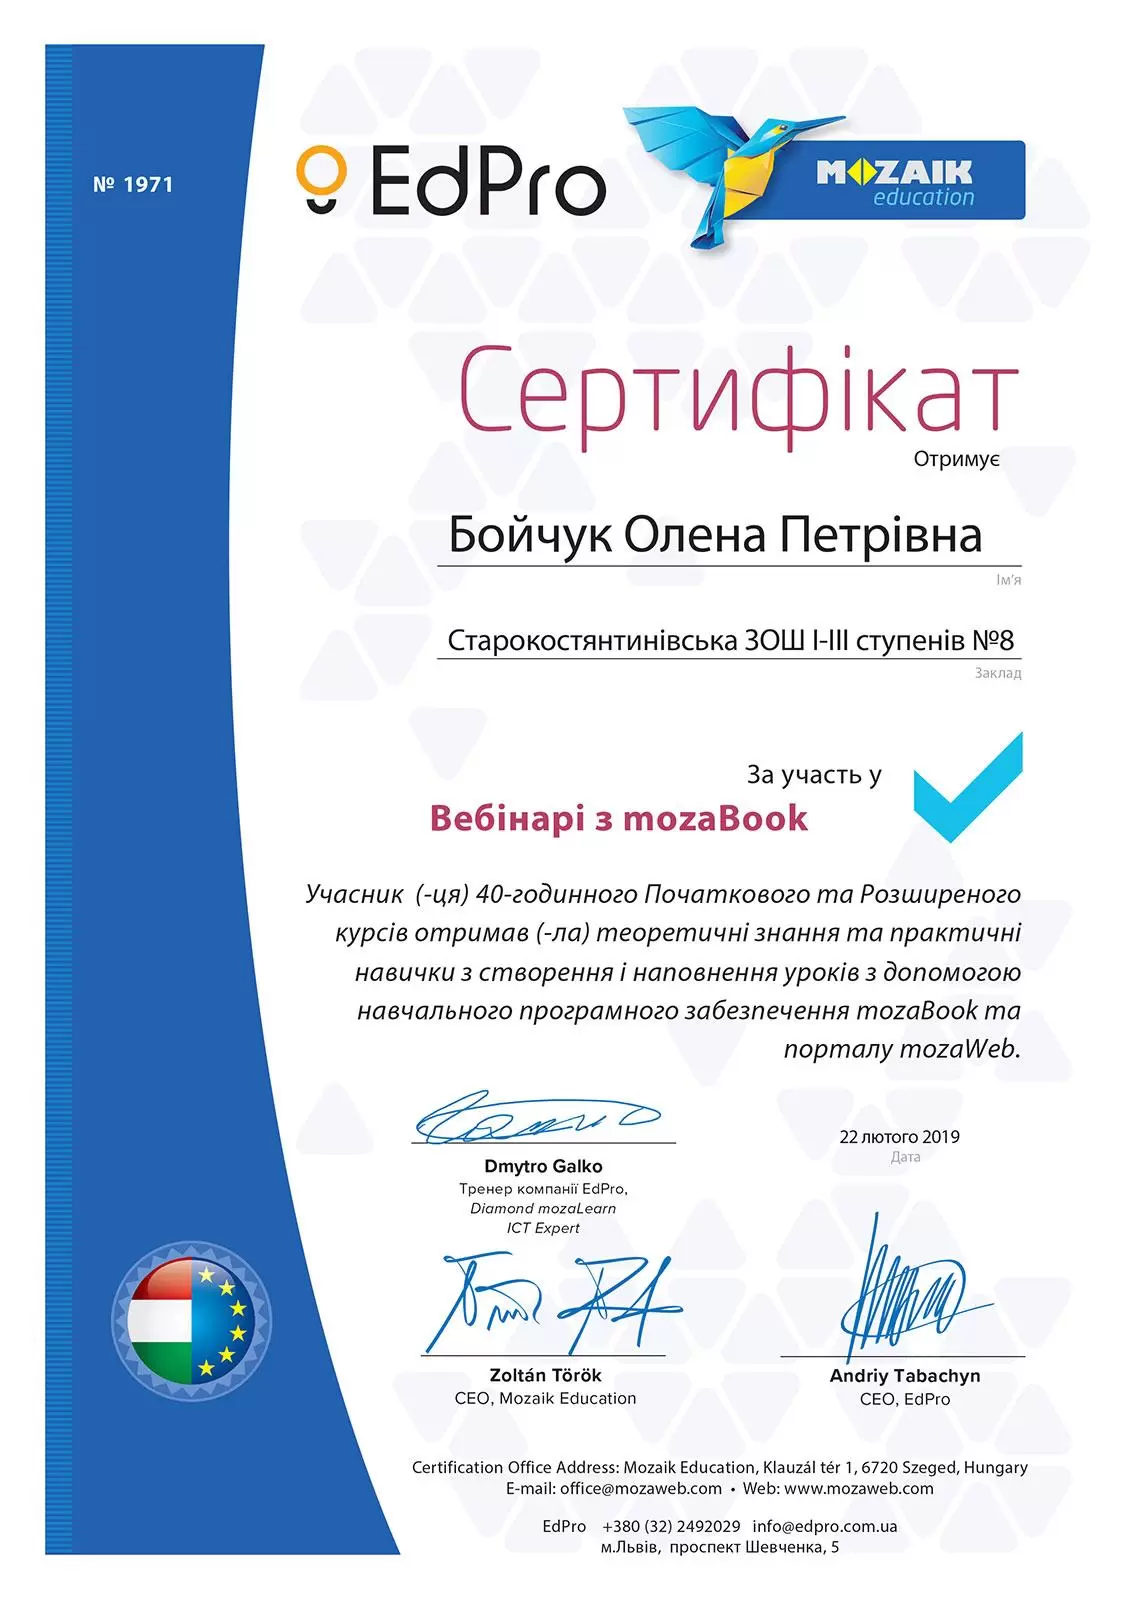 № 1971
EdPro
MOZAIK
education
Сертифікат
Отримує
Бойчук Олена Петрівна
Ім'я
Старокостянтинівська ЗОШ І-ІІІ ступенів №8
Заклад
За участь у
Вебінарі з mozaBook
Учасник (-ця) 40-годинного Початкового та Розширеного
курсів отримав (-ла) теоретичні знання та практичні
навички з створення і наповнення уроків з допомогою
навчального програмного забезпечення mozaBook та
порталу mozaWeb.
22 лютого 2019
Дата
Dmytro Galko
Тренер компанії EdPro,
Diamond mozaLearn
ICT Expert
Zoltán Török
CEO, Mozaik Education
Andriy Tabachyn
CEO, EdPro
Certification Office Address: Mozaik Education, Klauzál tér 1, 6720 Szeged, Hungary
E-mail: office@mozaweb.com • Web: www.mozaweb.com
EdPro +380 (32) 2492029 info@edpro.com.ua
м.Львів, проспект Шевченка, 5